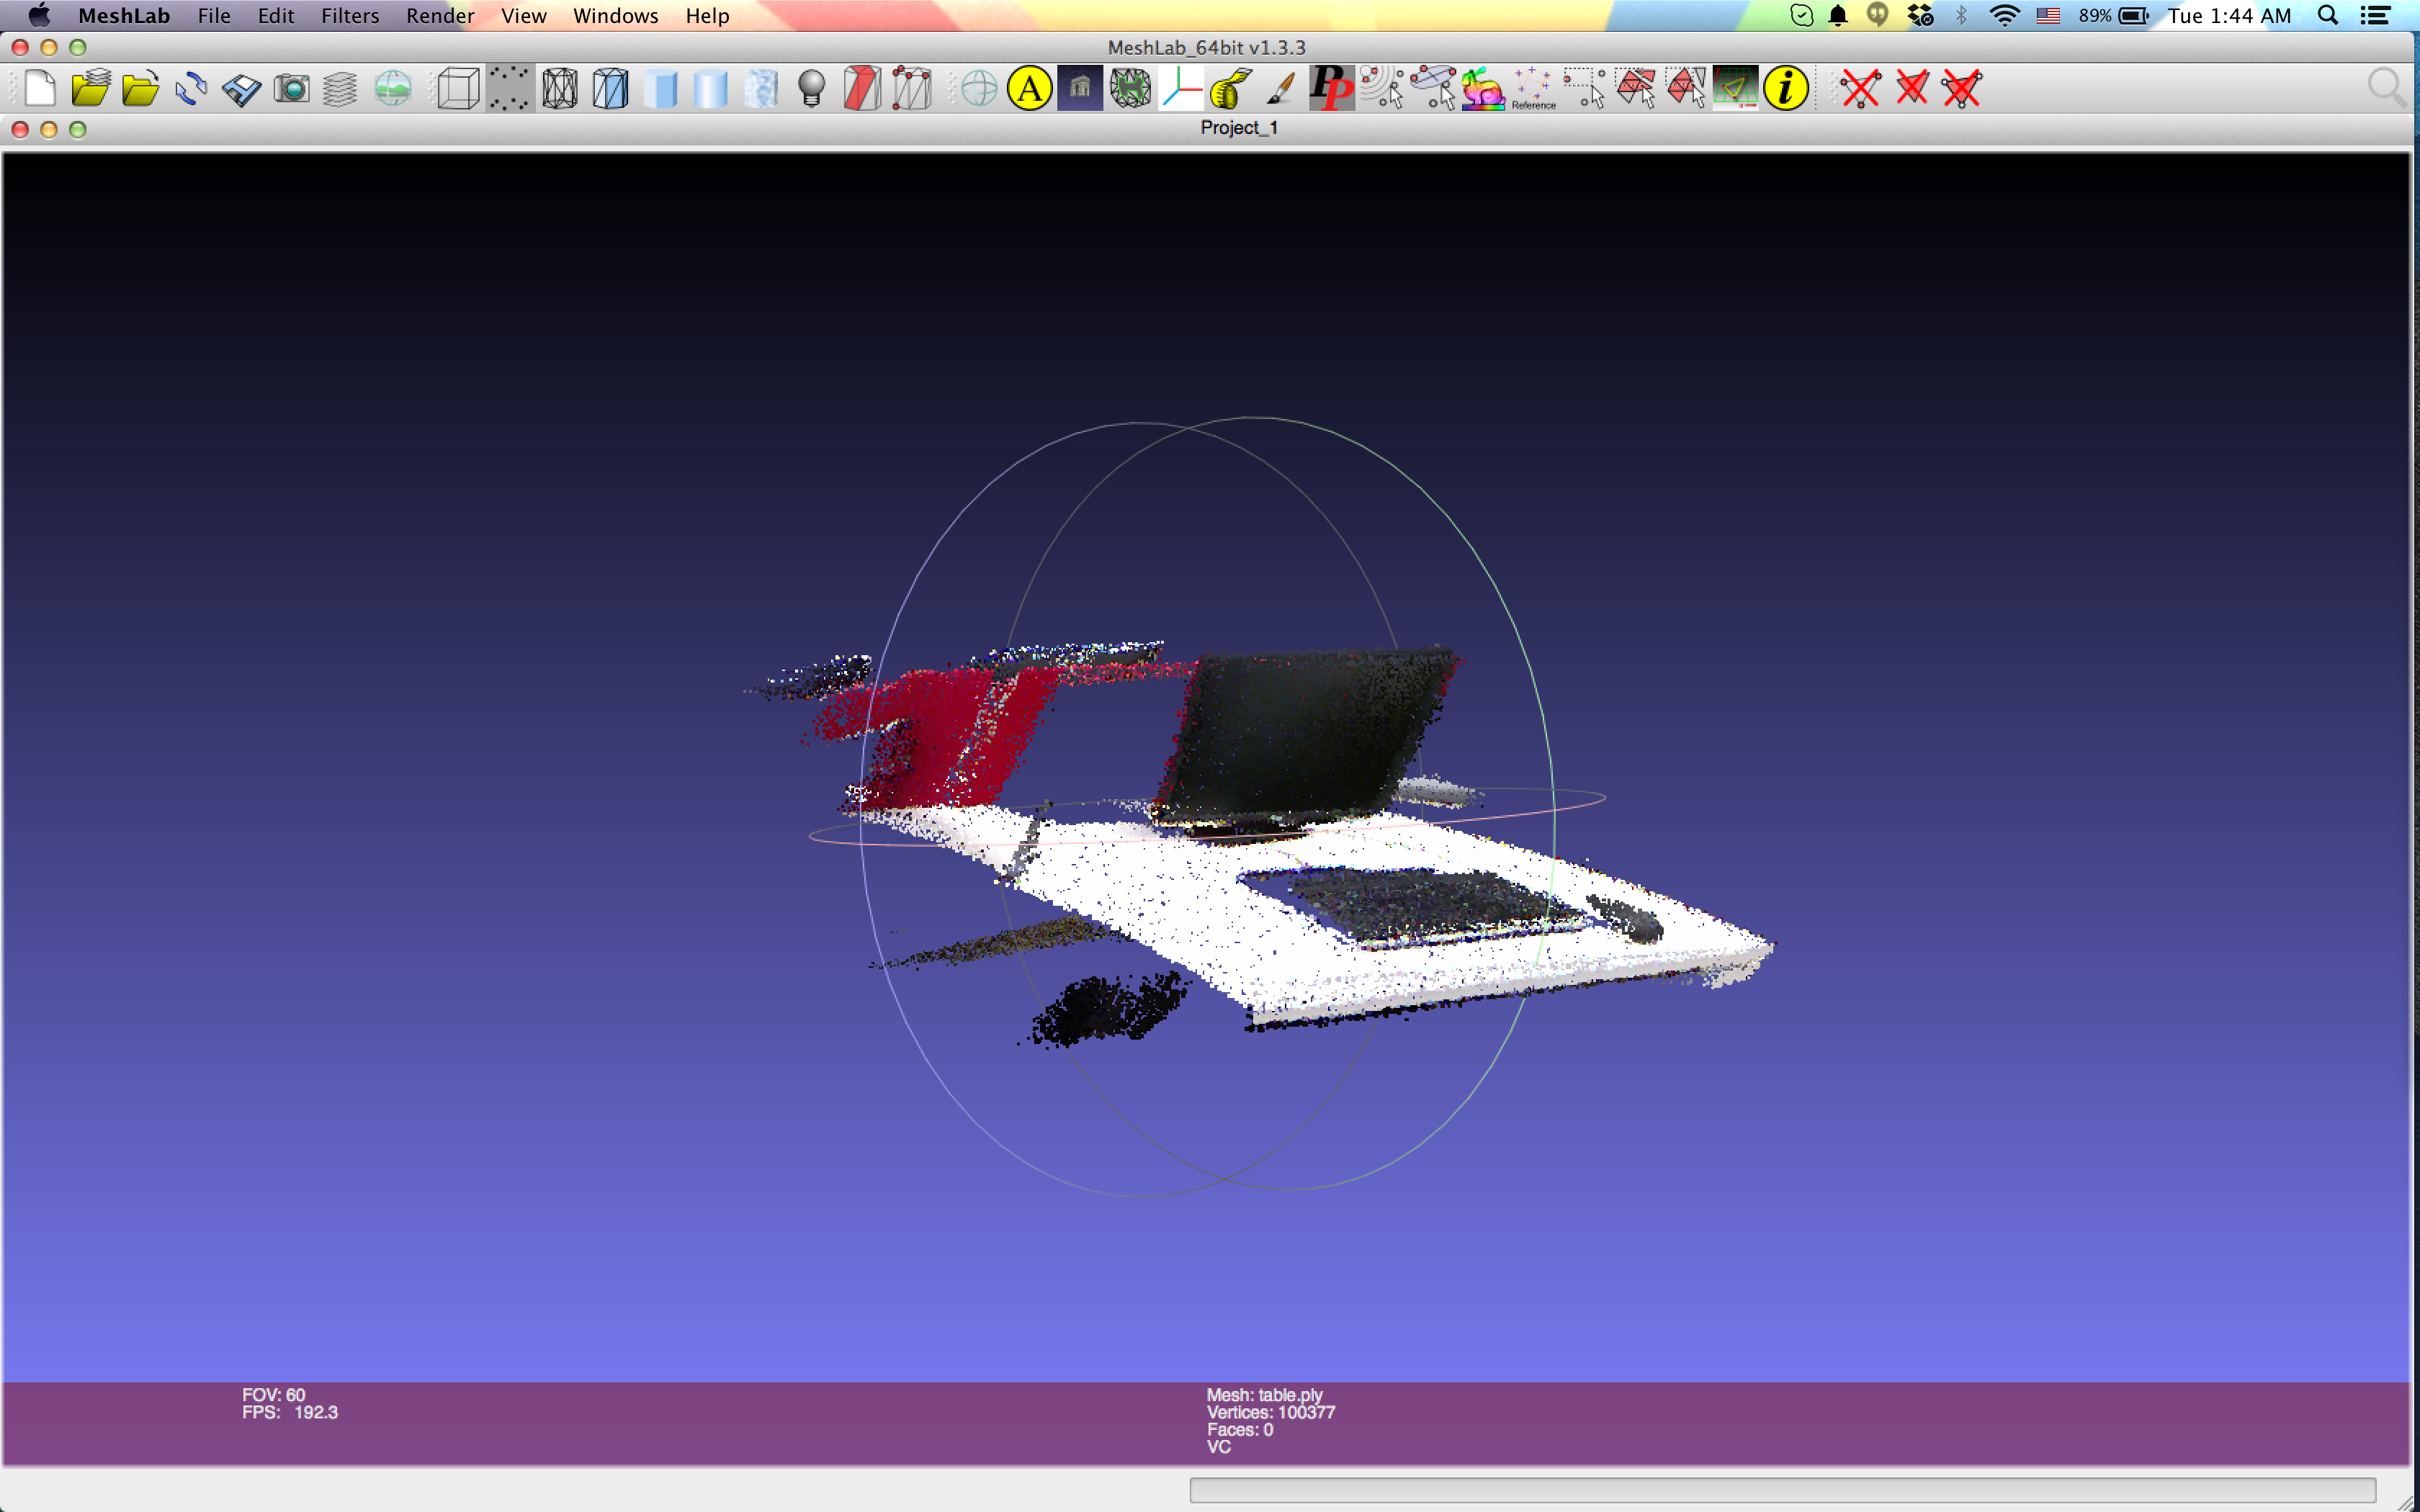 MeshLab File Edit Filters Render View Windows Help 89% Tue 1:44 AM
MeshLab_64bit v1.3.3
A PP Reference i
Project_1
FOV: 60
FPS: 192.3
Mesh: table.ply
Vertices: 100377
Faces: 0
VC